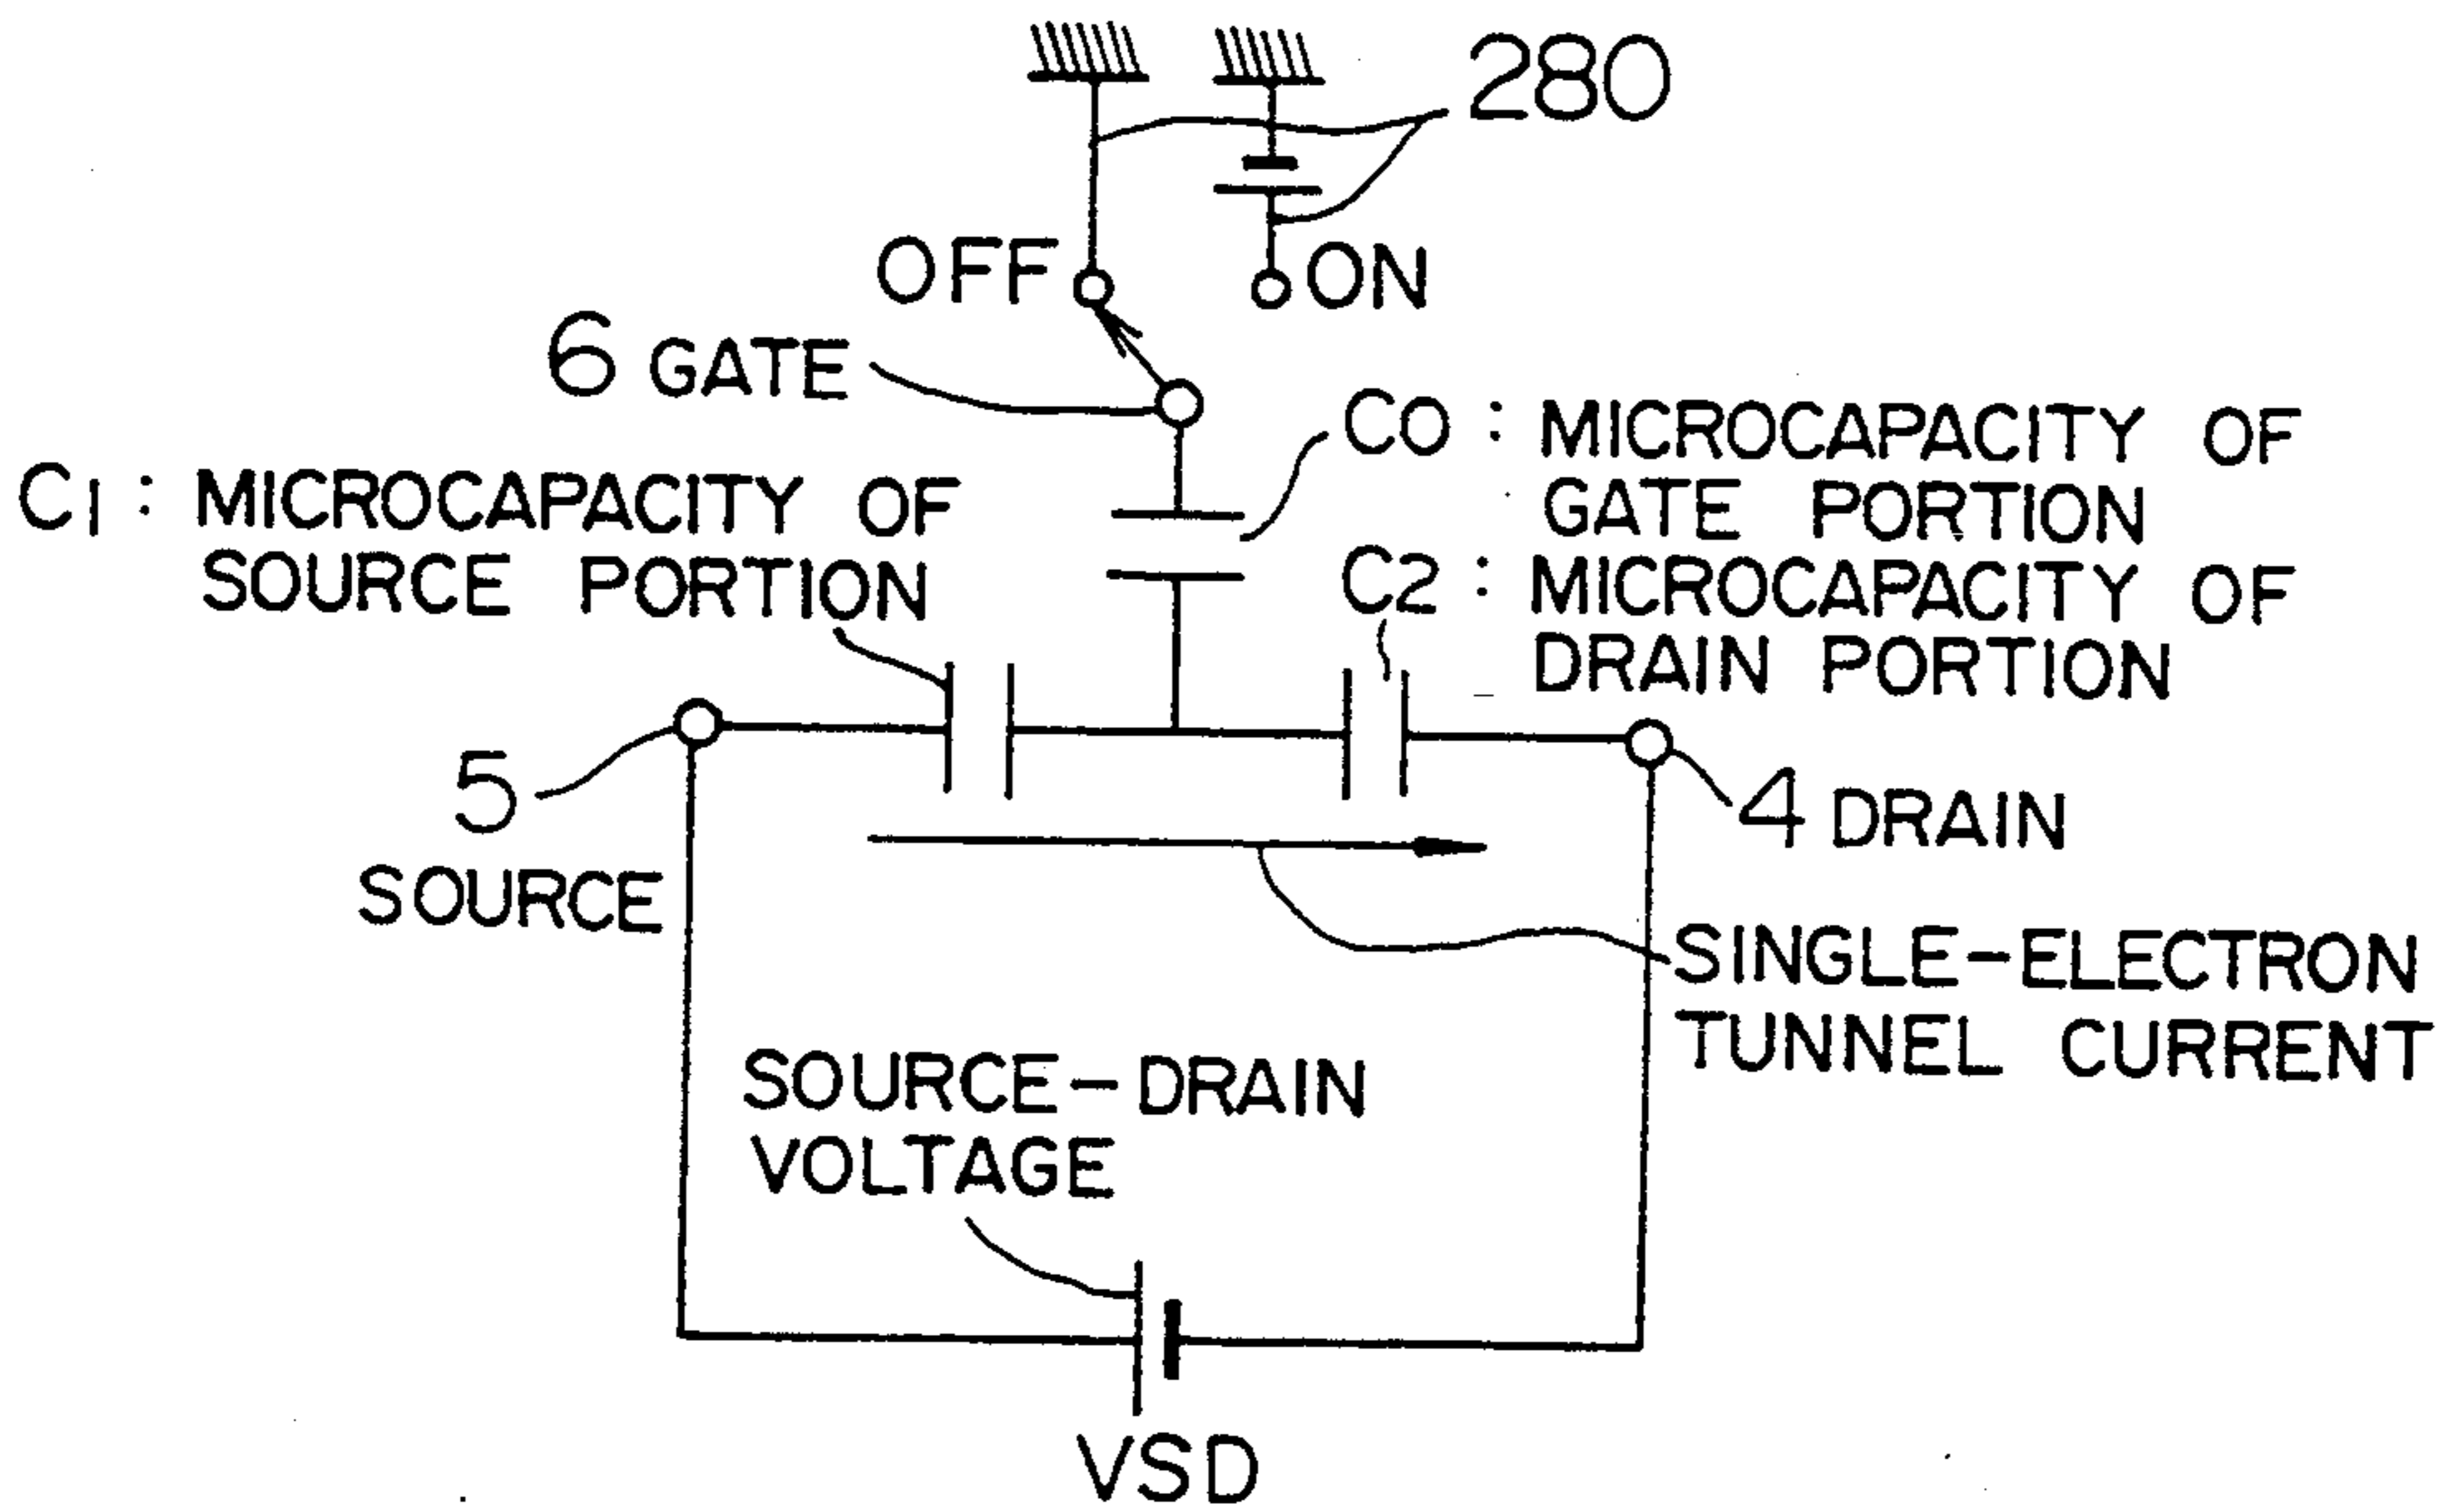 280
OFF
ON
6 GATE
C0 : MICROCAPACITY OF
GATE PORTION
C1 : MICROCAPACITY OF
SOURCE PORTION
C2 : MICROCAPACITY OF
DRAIN PORTION
5
SOURCE
4 DRAIN
SINGLE-ELECTRON
TUNNEL CURRENT
SOURCE-DRAIN
VOLTAGE
VSD